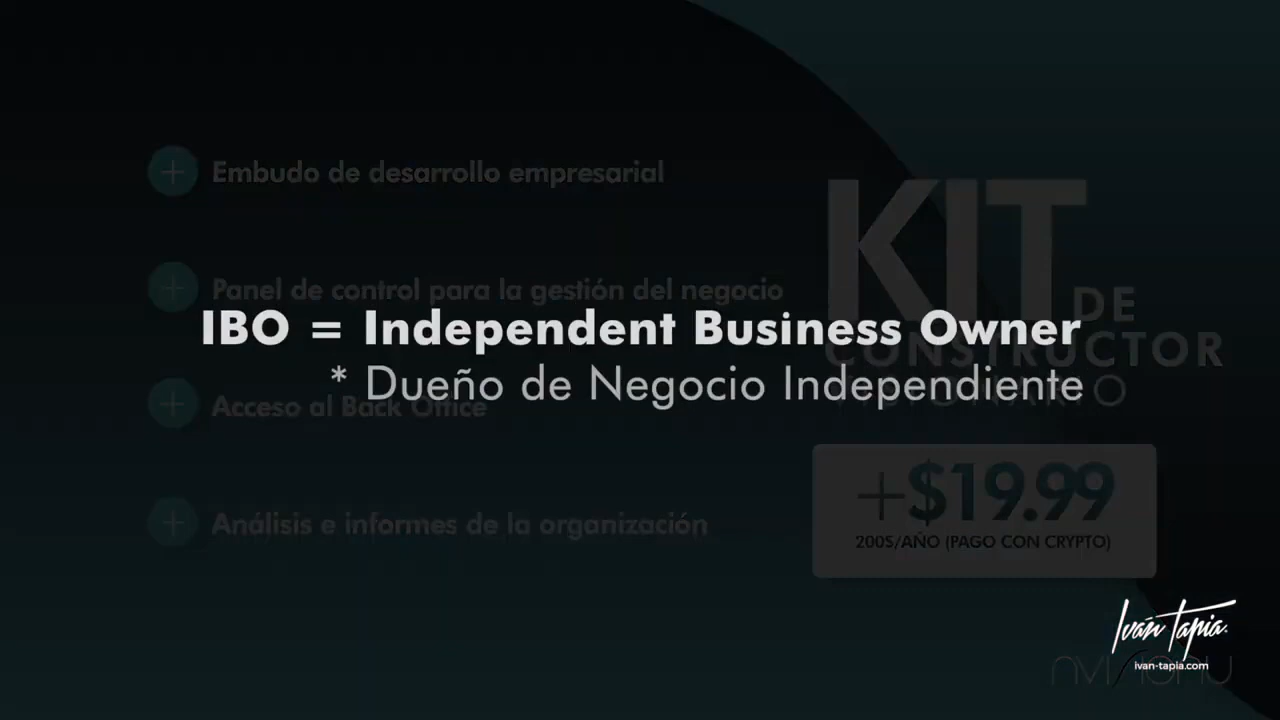 Embudo de desarrollo empresarial
KIT
Panel de control para la gestión del negocio
DE
IBO = Independent Business Owner
CONSTRUCTOR
* Dueño de Negocio Independiente
Acceso al Back Office
+$19.99
Análisis e informes de la organización
200$/AÑO (PAGO CON CRYPTO)
Iván Tapia.
ivan-tapia.com